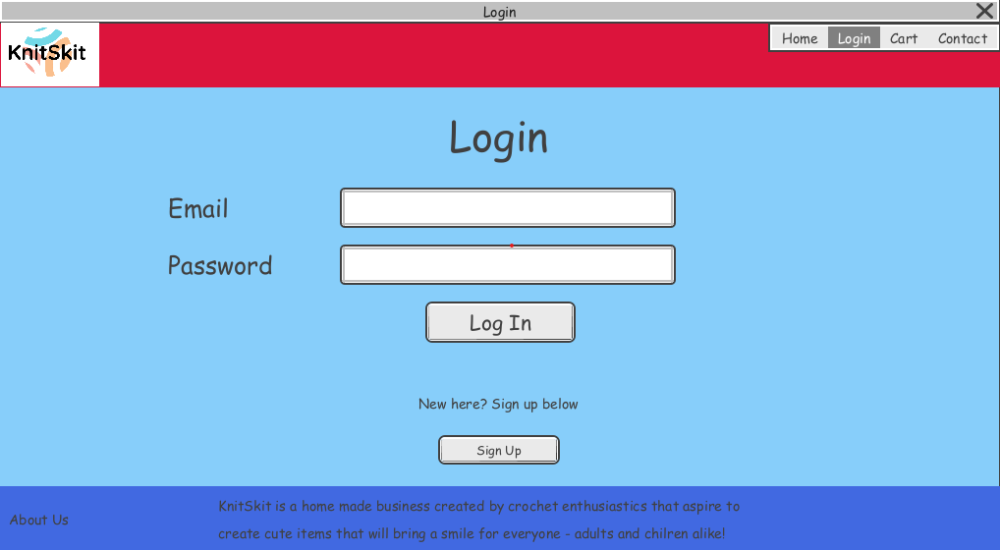 Login
KnitSkit
Home Login Cart Contact
Login
Email
Password
Log In
New here? Sign up below
Sign Up
About Us
KnitSkit is a home made business created by crochet enthusiastics that aspire to
create cute items that will bring a smile for everyone - adults and chilren alike!